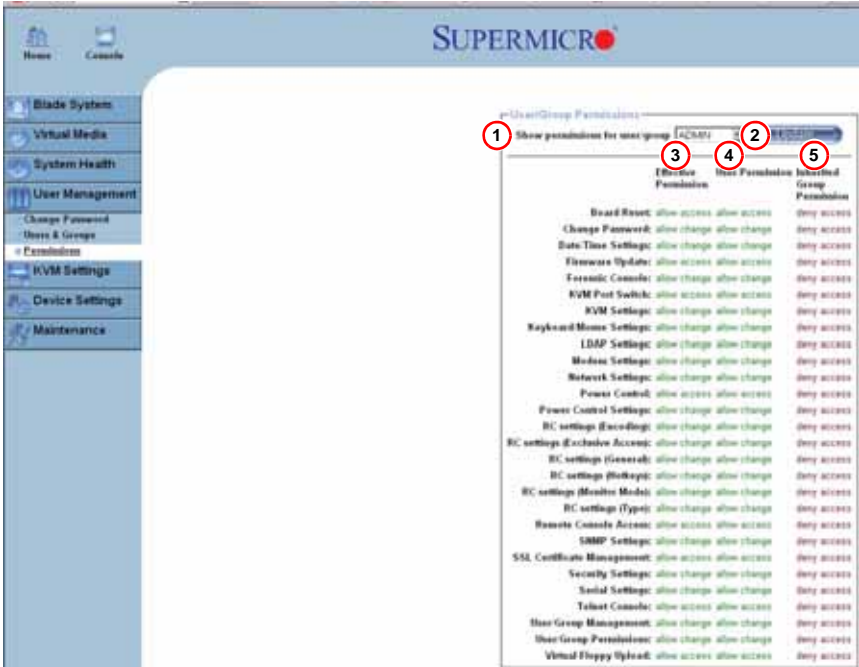 SUPERMICR
Home Console
Blade System
Virtual Media
System Health
User Management
Change Password
Users & Groups
Permissions
KVM Settings
Device Settings
Maintenance
User/Group Permissions
1 Show permissions for user/group ADMIN 2
3 4 5
Effective Permission User Permission Inherited Group Permission
Board Reset: allow access allow access deny access
Change Password: allow change allow change deny access
Date/Time Settings: allow change allow change deny access
Firmware Update: allow access allow access deny access
Forensic Console: allow change allow change deny access
KVM Port Switch: allow access allow access deny access
KVM Settings: allow change allow change deny access
Keyboard/Mouse Settings: allow change allow change deny access
LDAP Settings: allow change allow change deny access
Modem Settings: allow change allow change deny access
Network Settings: allow change allow change deny access
Power Control: allow access allow access deny access
Power Control Settings: allow change allow change deny access
RC settings (Encoding): allow change allow change deny access
RC settings (Exclusive Access): allow change allow change deny access
RC settings (General): allow change allow change deny access
RC settings (Hotkeys): allow change allow change deny access
RC settings (Monitor Mode): allow change allow change deny access
RC settings (Type): allow change allow change deny access
Remote Console Access: allow access allow access deny access
SNMP Settings: allow change allow change deny access
SSL Certificate Management: allow change allow change deny access
Security Settings: allow change allow change deny access
Serial Settings: allow change allow change deny access
Telnet Console: allow access allow access deny access
User/Group Management: allow change allow change deny access
User/Group Permissions: allow change allow change deny access
Virtual Floppy Upload: allow access allow access deny access